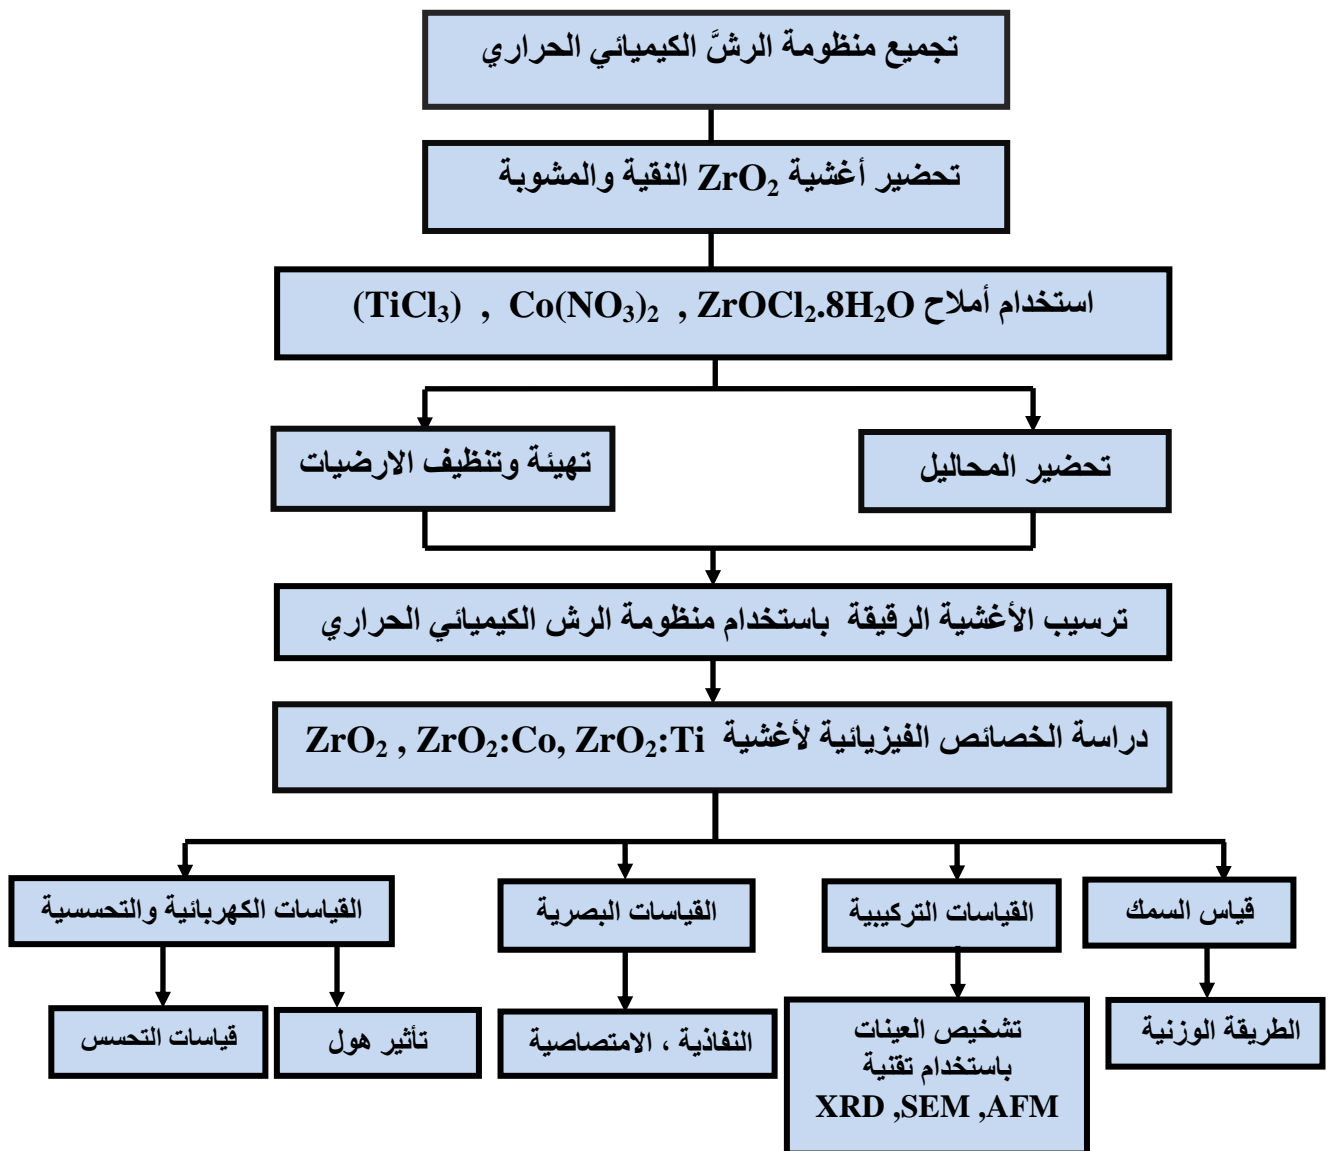 تجميع منظومة الرشَّ الكيميائي الحراري
تحضير أغشية ZrO₂ النقية والمشوبة
استخدام أملاح ZrOCl₂.8H₂O , Co(NO₃)₂ , (TiCl₃)
تحضير المحاليل
تهيئة وتنظيف الارضيات
ترسيب الأغشية الرقيقة باستخدام منظومة الرش الكيميائي الحراري
دراسة الخصائص الفيزيائية لأغشية ZrO₂ , ZrO₂:Co, ZrO₂:Ti
قياس السمك
القياسات التركيبية
القياسات البصرية
القياسات الكهربائية والتحسسية
الطريقة الوزنية
تشخيص العينات
باستخدام تقنية
XRD ,SEM ,AFM
النفاذية ، الامتصاصية
تأثير هول
قياسات التحسس